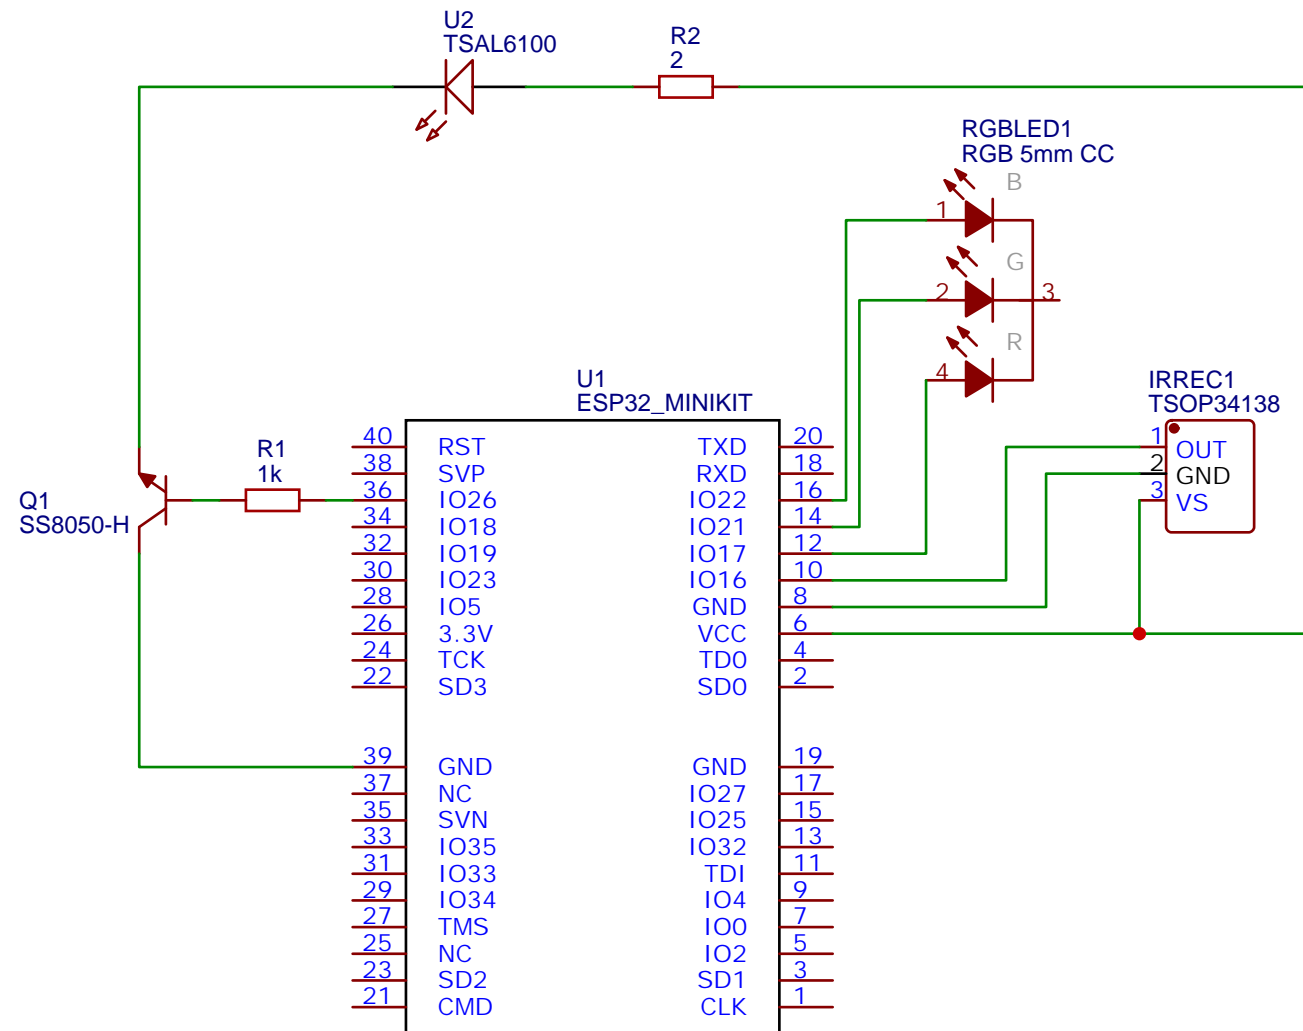 U2
TSAL6100
R2
2
RGBLED1
RGB 5mm CC
B
1
G
2
3
R
4
IRREC1
TSOP34138
1 OUT
2 GND
3 VS
U1
ESP32_MINIKIT
R1
1k
Q1
SS8050-H
40 RST TXD 20
38 SVP RXD 18
36 IO26 IO22 16
34 IO18 IO21 14
32 IO19 IO17 12
30 IO23 IO16 10
28 IO5 GND 8
26 3.3V VCC 6
24 TCK TD0 4
22 SD3 SD0 2
39 GND GND 19
37 NC IO27 17
35 SVN IO25 15
33 IO35 IO32 13
31 IO33 TDI 11
29 IO34 IO4 9
27 TMS IO0 7
25 NC IO2 5
23 SD2 SD1 3
21 CMD CLK 1